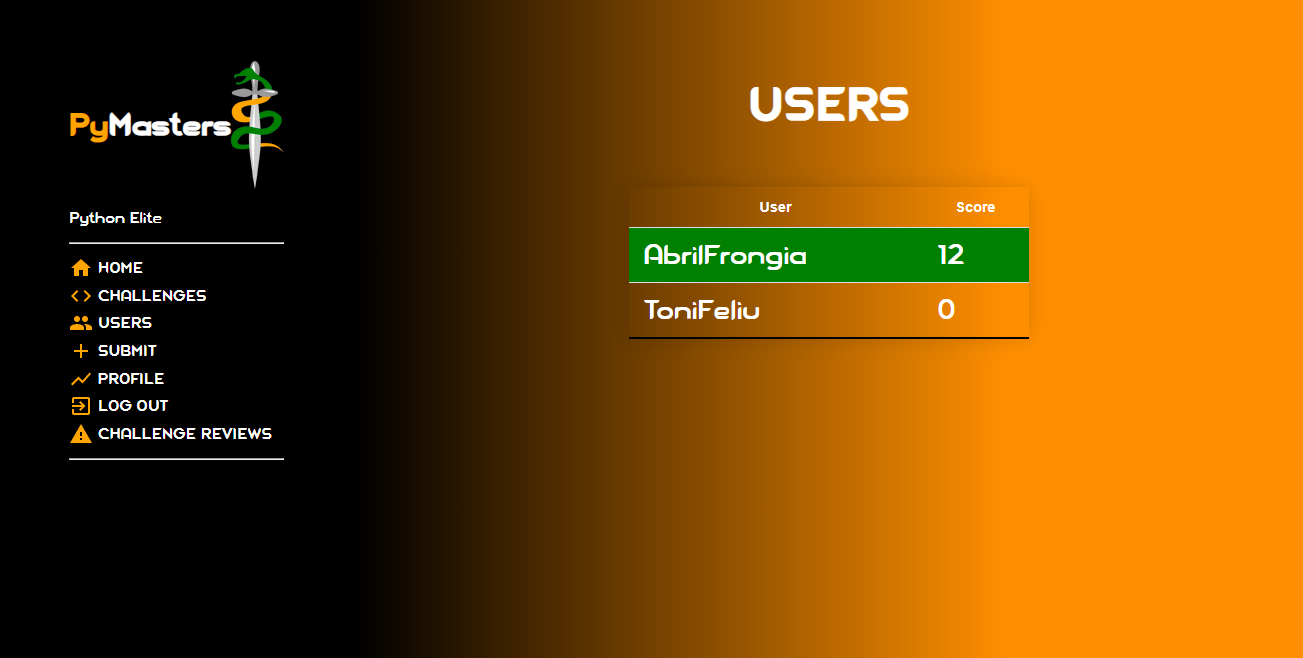 PyMasters
Python Elite
HOME
CHALLENGES
USERS
SUBMIT
PROFILE
LOG OUT
CHALLENGE REVIEWS
USERS
User Score
AbrilFrongia 12
ToniFeliu 0